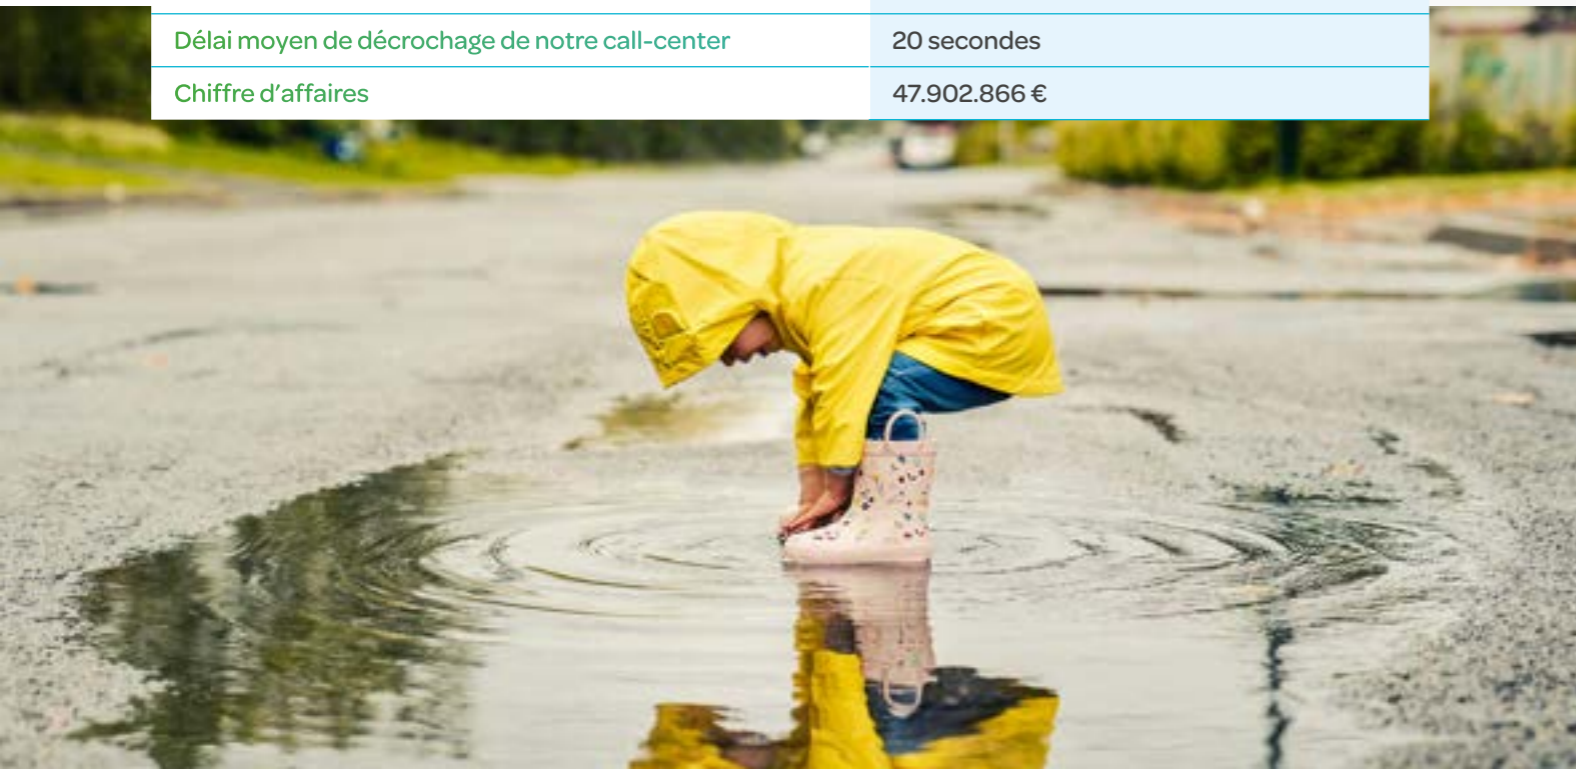 Délai moyen de décrochage de notre call-center 20 secondes
Chiffre d’affaires 47.902.866 €